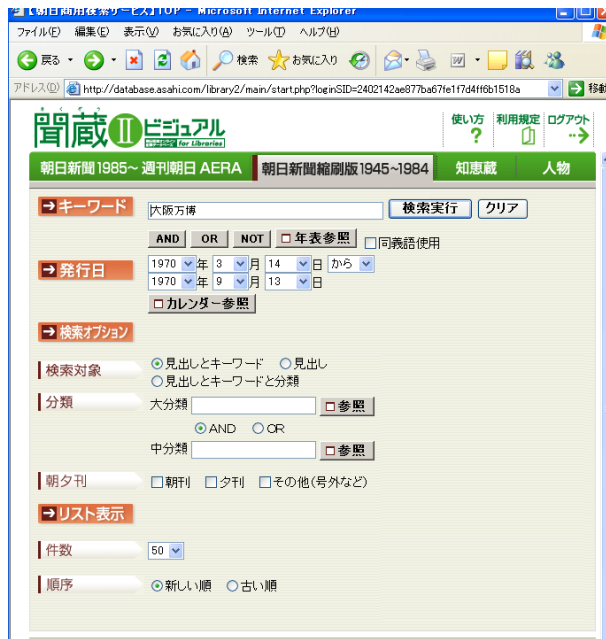 【朝日商用検索サービス】TOP - Microsoft Internet Explorer
ファイル(F) 編集(E) 表示(V) お気に入り(A) ツール(T) ヘルプ(H)
戻る 検索 お気に入り
アドレス(D) http://database.asahi.com/library2/main/start.php?loginSID=2402142ae877ba67fe1f7d4ff6b1518a 移動
きくぞう
聞蔵II ビジュアル for Libraries 使い方 利用規定 ログアウト
?
朝日新聞1985~ 週刊朝日 AERA 朝日新聞縮刷版1945~1984 知恵蔵 人物
キーワード 大阪万博 検索実行 クリア
AND OR NOT 年表参照 同義語使用
発行日 1970 年 3 月 14 日 から
1970 年 9 月 13 日
カレンダー参照
検索オプション
検索対象 見出しとキーワード 見出し
見出しとキーワードと分類
分類 大分類 参照
AND OR
中分類 参照
朝夕刊 朝刊 夕刊 その他(号外など)
リスト表示
件数 50
順序 新しい順 古い順